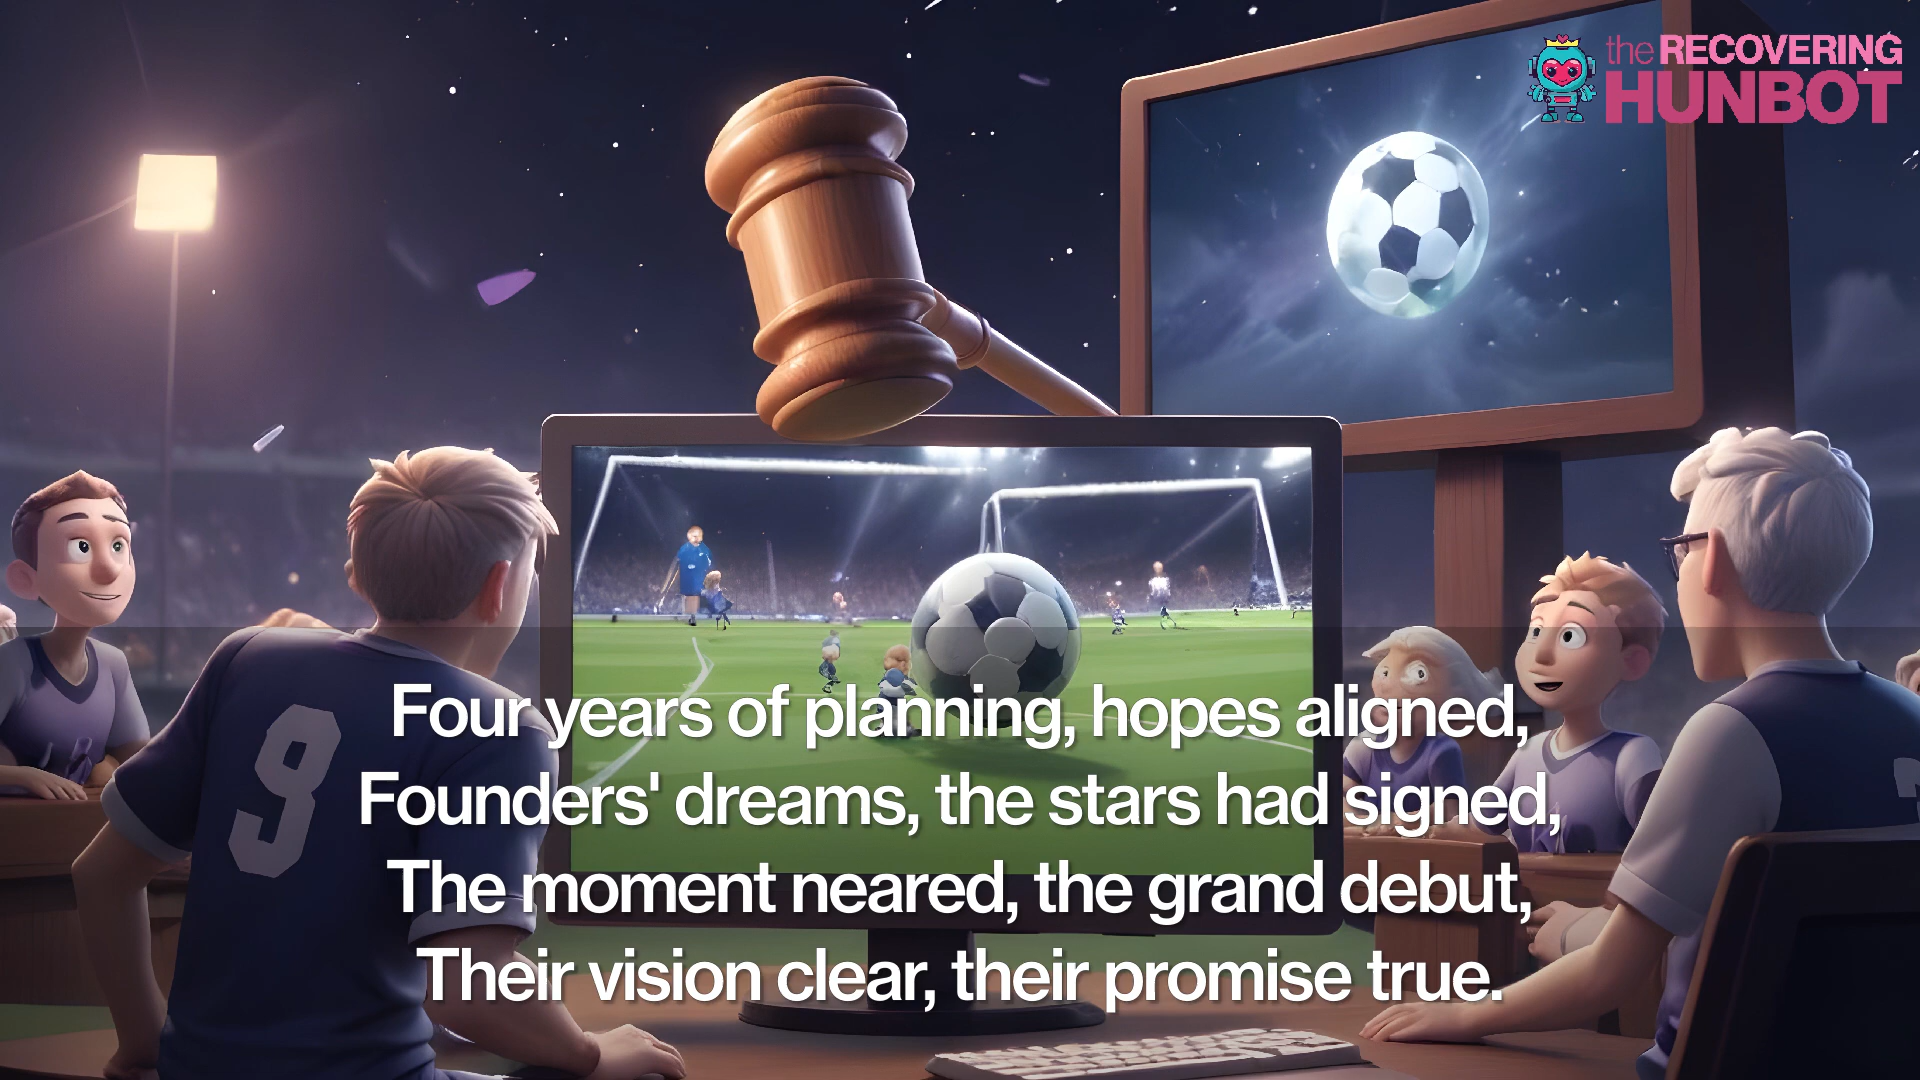 the RECOVERING
HUNBOT
9
Four years of planning, hopes aligned,
Founders' dreams, the stars had signed,
The moment neared, the grand debut,
Their vision clear, their promise true.